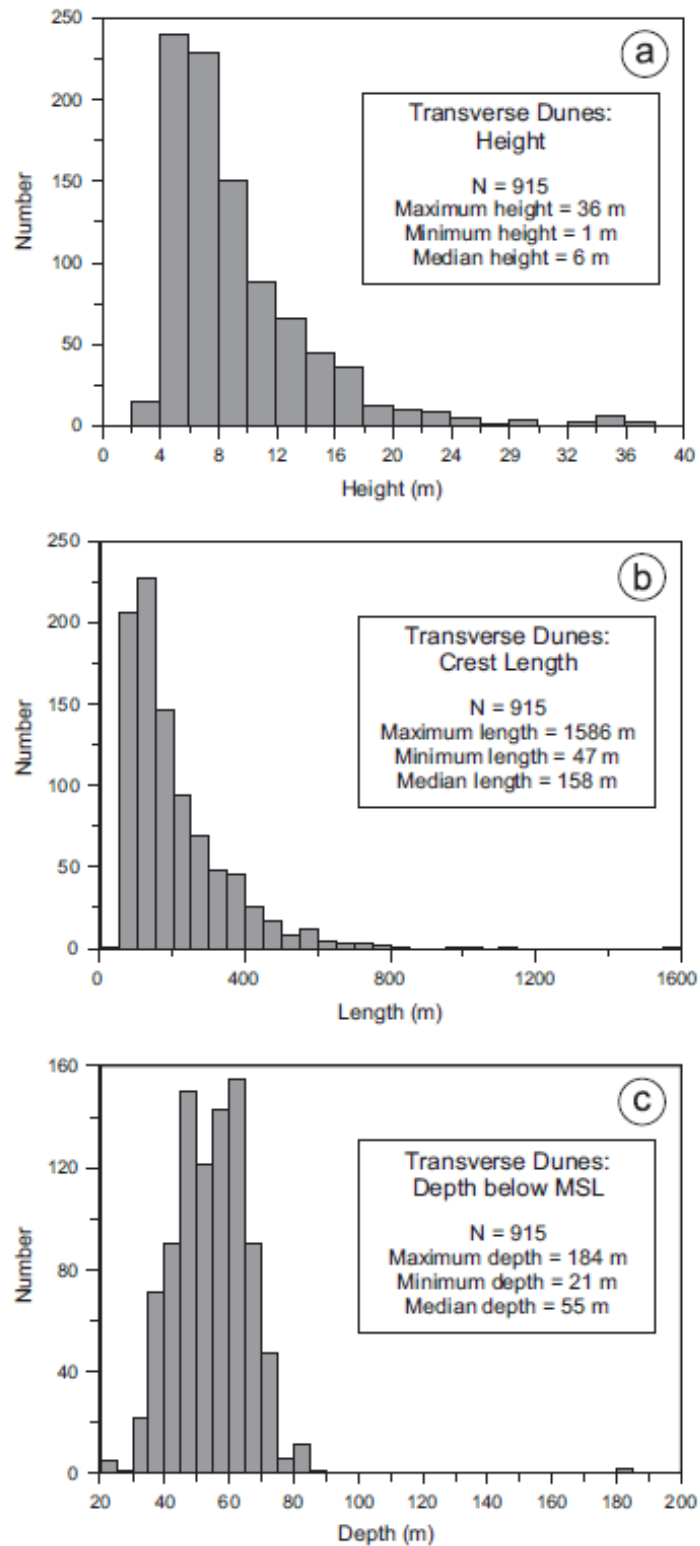 250
200
150
100
50
0
Number
a
Transverse Dunes:
Height
N = 915
Maximum height = 36 m
Minimum height = 1 m
Median height = 6 m
0 4 8 12 16 20 24 29 32 36 40
Height (m)
250
200
150
100
50
0
Number
b
Transverse Dunes:
Crest Length
N = 915
Maximum length = 1586 m
Minimum length = 47 m
Median length = 158 m
0 400 800 1200 1600
Length (m)
160
120
80
40
0
Number
c
Transverse Dunes:
Depth below MSL
N = 915
Maximum depth = 184 m
Minimum depth = 21 m
Median depth = 55 m
20 40 60 80 100 120 140 160 180 200
Depth (m)